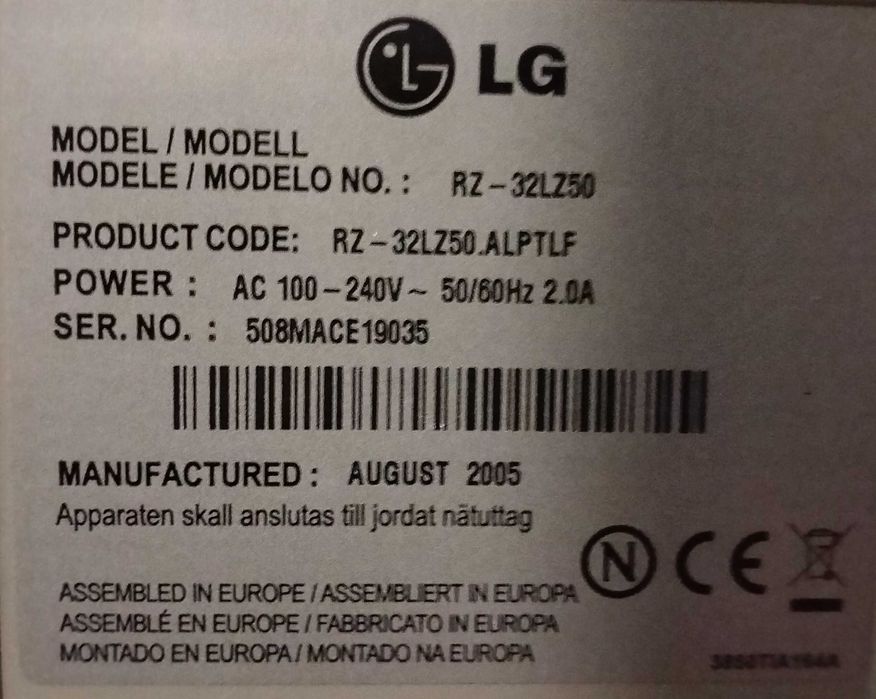 LG
MODEL / MODELL
MODELE / MODELO NO. : RZ-32LZ50
PRODUCT CODE: RZ-32LZ50.ALPTLF
POWER : AC 100-240V~ 50/60Hz 2.0A
SER. NO. : 508MACE19035
MANUFACTURED : AUGUST 2005
Apparaten skall anslutas till jordat nätuttag
N CE
ASSEMBLED IN EUROPE / ASSEMBLIERT IN EUROPA
ASSEMBLÉ EN EUROPE / FABBRICATO IN EUROPA
MONTADO EN EUROPA / MONTADO NA EUROPA